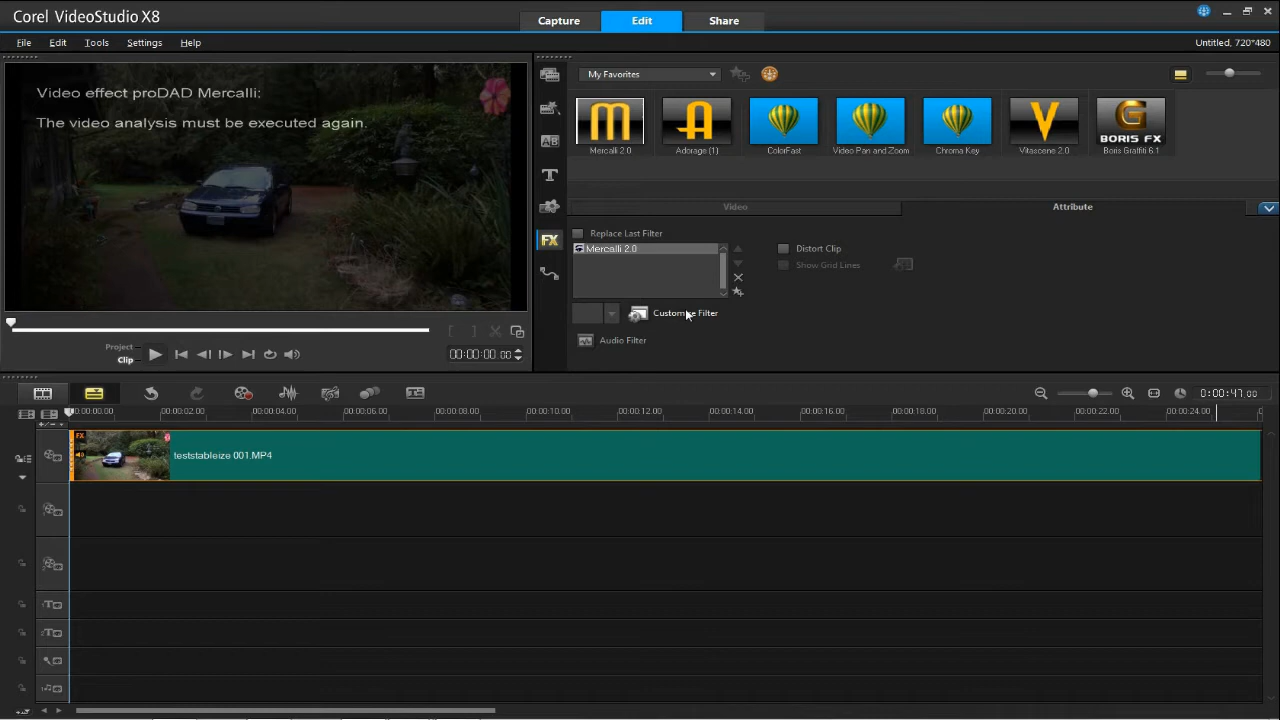 Corel VideoStudio X8
Capture
Edit
Share
File
Edit
Tools
Settings
Help
Untitled, 720*480
Video effect proDAD Mercalli:
The video analysis must be executed again.
My Favorites
Mercalli 2.0
Adorage (1)
ColorFast
Video Pan and Zoom
Chroma Key
Vitascene 2.0
BORIS FX
Boris Graffiti 6.1
Video
Attribute
Replace Last Filter
Mercalli 2.0
Distort Clip
Show Grid Lines
Customize Filter
Audio Filter
Project
Clip
00:00:00.00
0:00:47.00
00:00:00.00
00:00:02.00
00:00:04.00
00:00:06.00
00:00:08.00
00:00:10.00
00:00:12.00
00:00:14.00
00:00:16.00
00:00:18.00
00:00:20.00
00:00:22.00
00:00:24.00
FX
teststableize 001.MP4